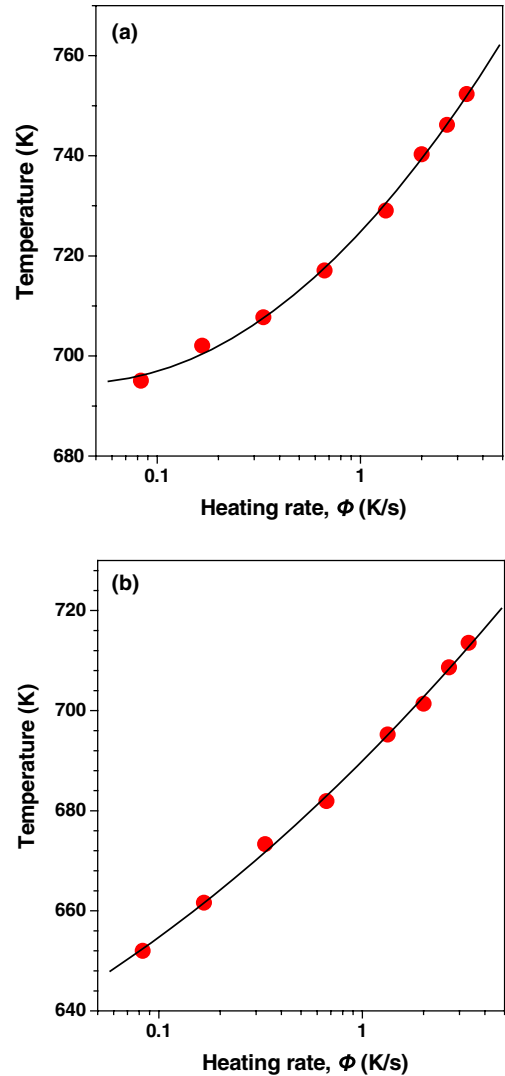 (a)
760
740
720
700
680
Temperature (K)
0.1
1
Heating rate, Φ (K/s)
(b)
720
700
680
660
640
Temperature (K)
0.1
1
Heating rate, Φ (K/s)